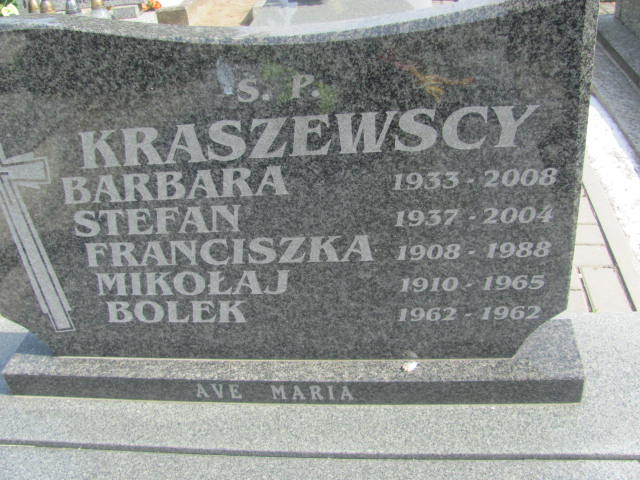 Ś. P.
KRASZEWSCY
BARBARA 1933 - 2008
STEFAN 1937 - 2004
FRANCISZKA 1908 - 1988
MIKOŁAJ 1910 - 1965
BOLEK 1962 - 1962
AVE MARIA